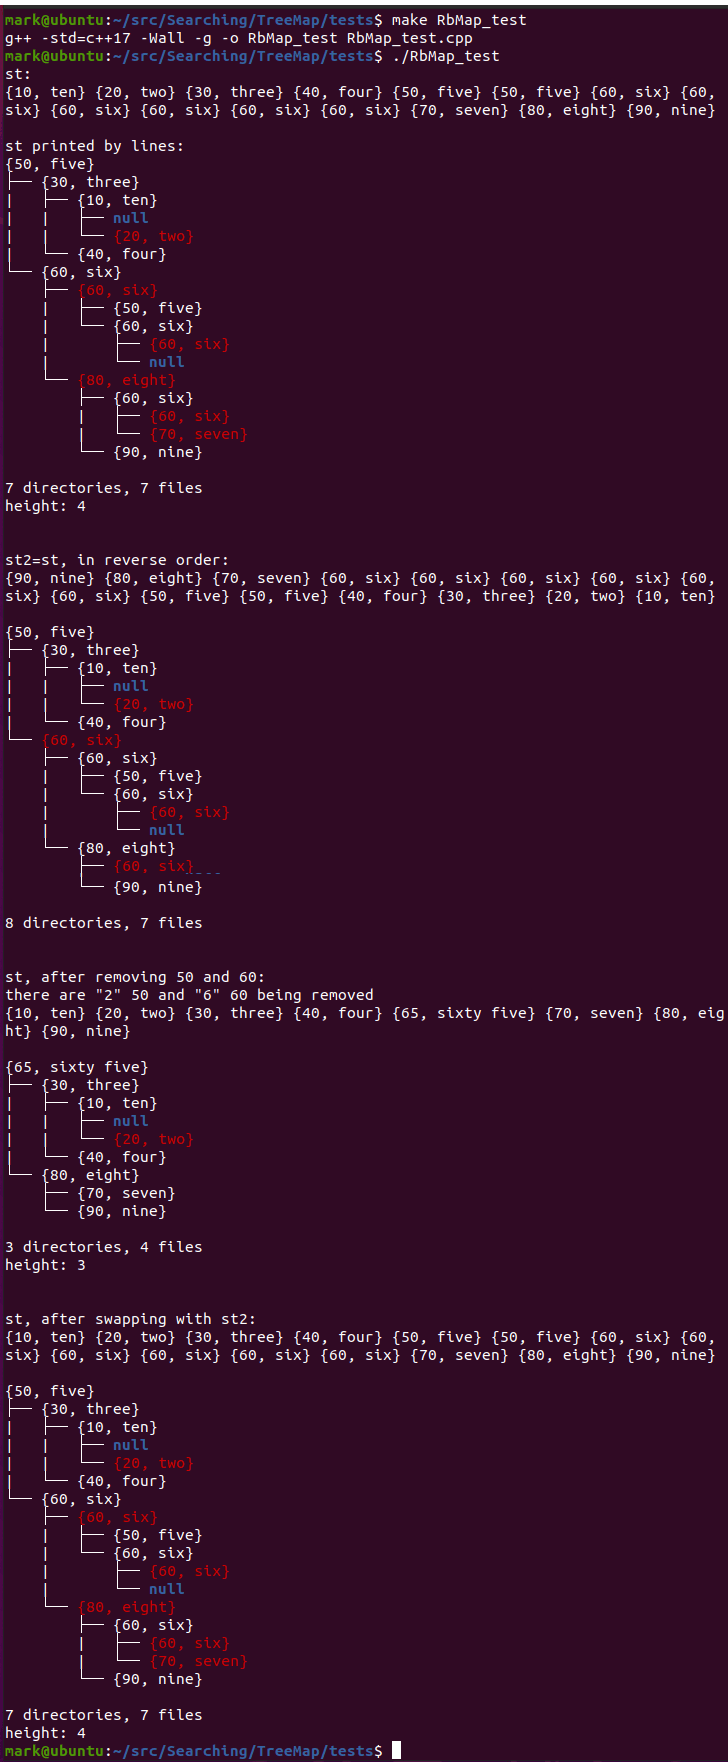 mark@ubuntu:~/src/Searching/TreeMap/tests$ make RbMap_test
g++ -std=c++17 -Wall -g -o RbMap_test RbMap_test.cpp
mark@ubuntu:~/src/Searching/TreeMap/tests$ ./RbMap_test
st:
{10, ten} {20, two} {30, three} {40, four} {50, five} {50, five} {60, six} {60,
six} {60, six} {60, six} {60, six} {60, six} {70, seven} {80, eight} {90, nine}

st printed by lines:
{50, five}
├── {30, three}
|   ├── {10, ten}
|   |   ├── null
|   |   └── {20, two}
|   └── {40, four}
└── {60, six}
    ├── {60, six}
    |   ├── {50, five}
    |   └── {60, six}
    |       ├── {60, six}
    |       └── null
    └── {80, eight}
        ├── {60, six}
        |   ├── {60, six}
        |   └── {70, seven}
        └── {90, nine}

7 directories, 7 files
height: 4


st2=st, in reverse order:
{90, nine} {80, eight} {70, seven} {60, six} {60, six} {60, six} {60, six} {60,
six} {60, six} {50, five} {50, five} {40, four} {30, three} {20, two} {10, ten}

{50, five}
├── {30, three}
|   ├── {10, ten}
|   |   ├── null
|   |   └── {20, two}
|   └── {40, four}
└── {60, six}
    ├── {60, six}
    |   ├── {50, five}
    |   └── {60, six}
    |       ├── {60, six}
    |       └── null
    └── {80, eight}
        ├── {60, six}
        └── {90, nine}

8 directories, 7 files


st, after removing 50 and 60:
there are "2" 50 and "6" 60 being removed
{10, ten} {20, two} {30, three} {40, four} {65, sixty five} {70, seven} {80, eig
ht} {90, nine}

{65, sixty five}
├── {30, three}
|   ├── {10, ten}
|   |   ├── null
|   |   └── {20, two}
|   └── {40, four}
└── {80, eight}
    ├── {70, seven}
    └── {90, nine}

3 directories, 4 files
height: 3


st, after swapping with st2:
{10, ten} {20, two} {30, three} {40, four} {50, five} {50, five} {60, six} {60,
six} {60, six} {60, six} {60, six} {60, six} {70, seven} {80, eight} {90, nine}

{50, five}
├── {30, three}
|   ├── {10, ten}
|   |   ├── null
|   |   └── {20, two}
|   └── {40, four}
└── {60, six}
    ├── {60, six}
    |   ├── {50, five}
    |   └── {60, six}
    |       ├── {60, six}
    |       └── null
    └── {80, eight}
        ├── {60, six}
        |   ├── {60, six}
        |   └── {70, seven}
        └── {90, nine}

7 directories, 7 files
height: 4
mark@ubuntu:~/src/Searching/TreeMap/tests$